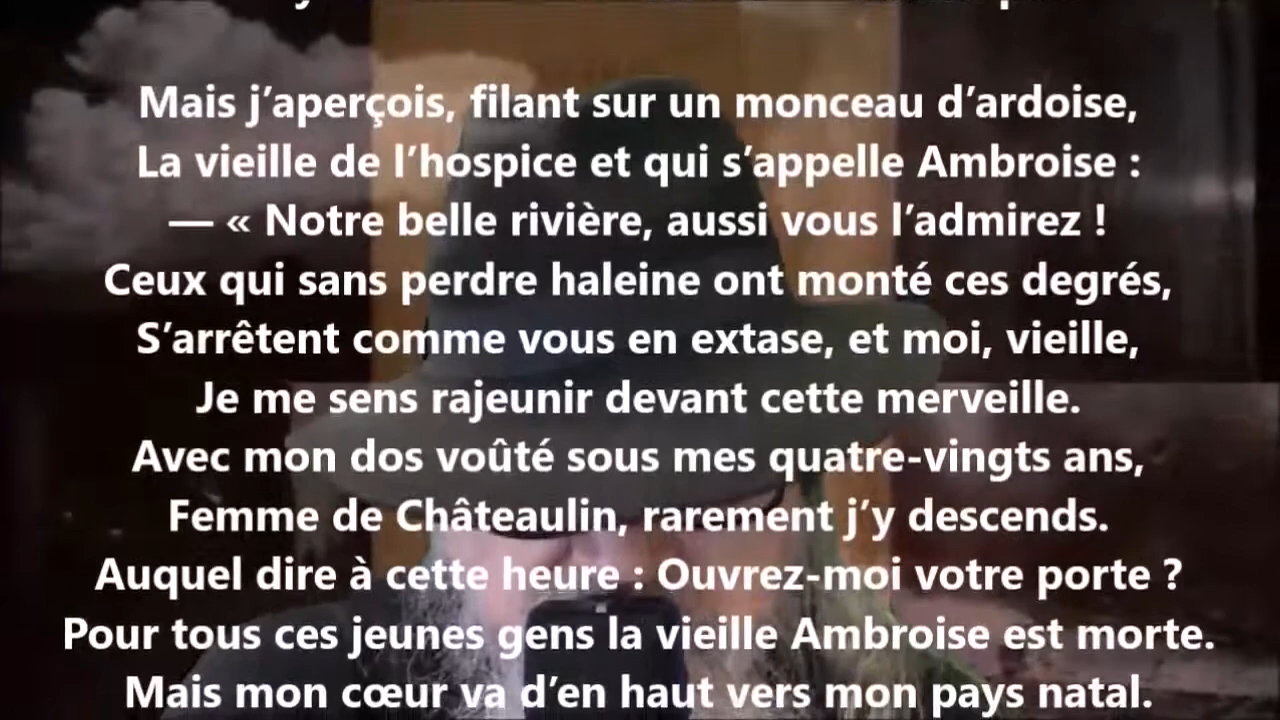 Mais j’aperçois, filant sur un monceau d’ardoise,
La vieille de l’hospice et qui s’appelle Ambroise :
— « Notre belle rivière, aussi vous l’admirez !
Ceux qui sans perdre haleine ont monté ces degrés,
S’arrêtent comme vous en extase, et moi, vieille,
Je me sens rajeunir devant cette merveille.
Avec mon dos voûté sous mes quatre-vingts ans,
Femme de Châteaulin, rarement j’y descends.
Auquel dire à cette heure : Ouvrez-moi votre porte ?
Pour tous ces jeunes gens la vieille Ambroise est morte.
Mais mon cœur va d’en haut vers mon pays natal.